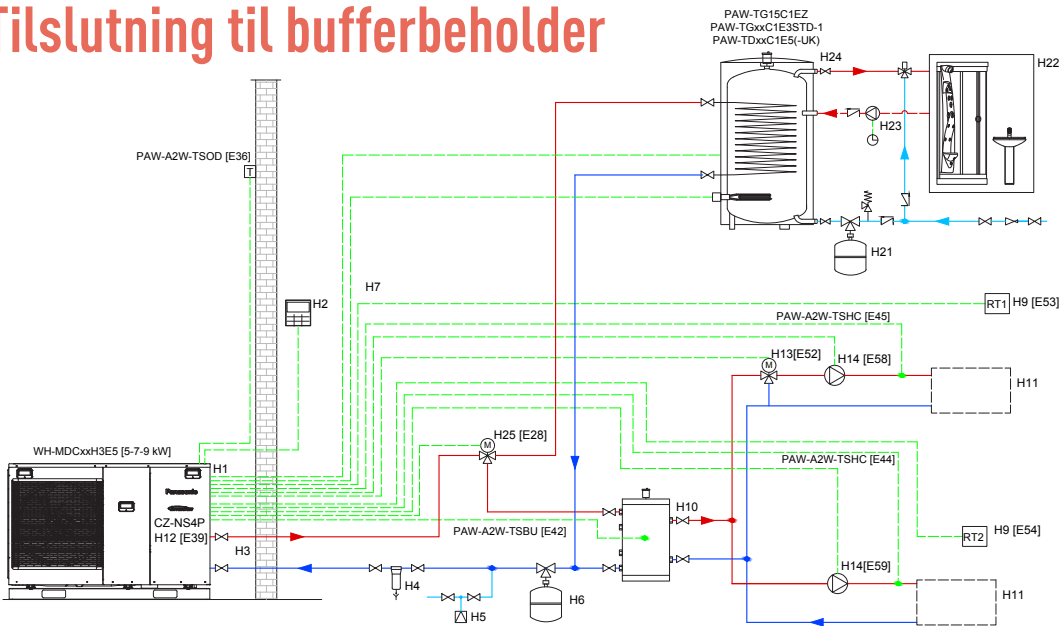 Tilslutning til bufferbeholder
PAW-TG15C1EZ
PAW-TGxxC1E3STD-1
PAW-TDxxC1E5(-UK)
H24
H22
H23
PAW-A2W-TSOD [E36]
T
H21
H7
H2
RT1
H9 [E53]
PAW-A2W-TSHC [E45]
H13[E52]
M
H14 [E58]
H11
H25 [E28]
M
WH-MDCxxH3E5 [5-7-9 kW]
H1
PAW-A2W-TSHC [E44]
Panasonic
CZ-NS4P
H12 [E39]
H3
PAW-A2W-TSBU [E42]
H10
RT2
H9 [E54]
H4
H14[E59]
H5
H6
H11